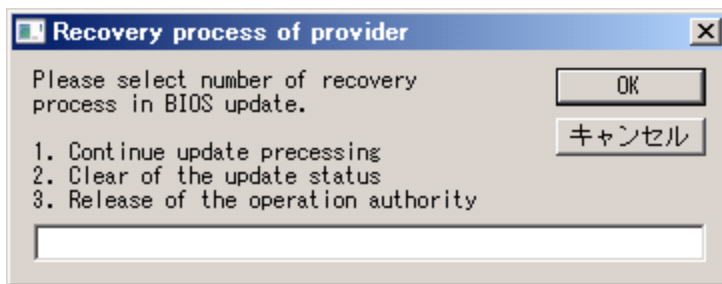 Recovery process of provider
Please select number of recovery
process in BIOS update.
OK
キャンセル
1. Continue update precessing
2. Clear of the update status
3. Release of the operation authority